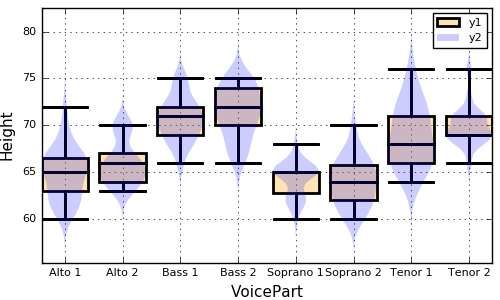 y1
y2
80
75
70
65
60
Height
Alto 1 Alto 2 Bass 1 Bass 2 Soprano 1 Soprano 2 Tenor 1 Tenor 2
VoicePart